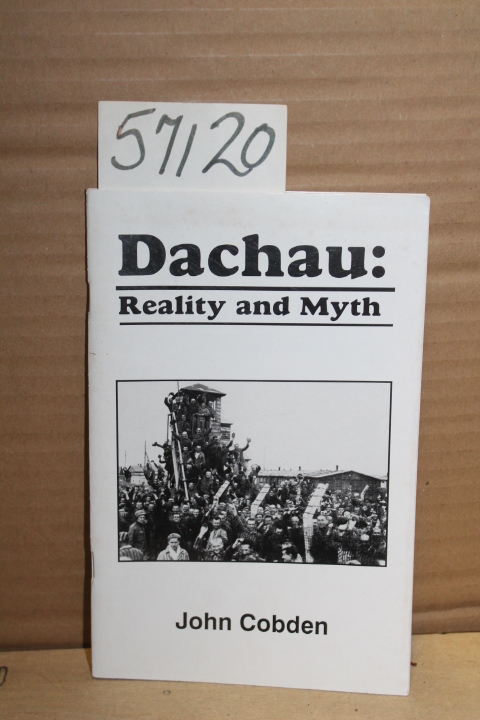 57120
Dachau:
Reality and Myth
John Cobden